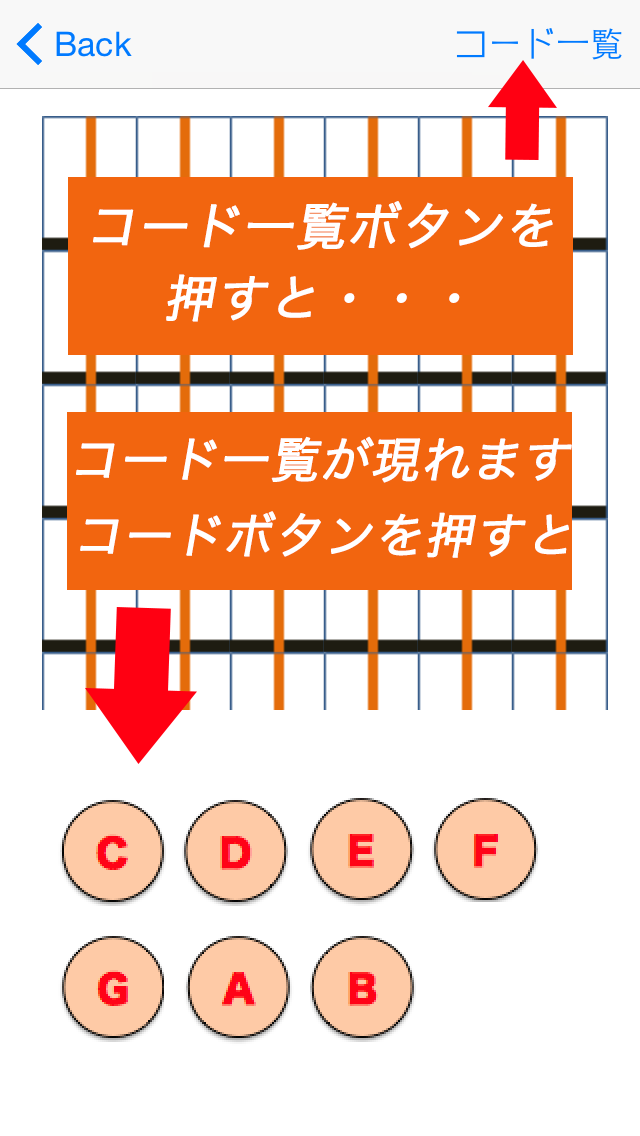 Back
コード一覧
コード一覧ボタンを
押すと・・・
コード一覧が現れます
コードボタンを押すと
C D E F
G A B